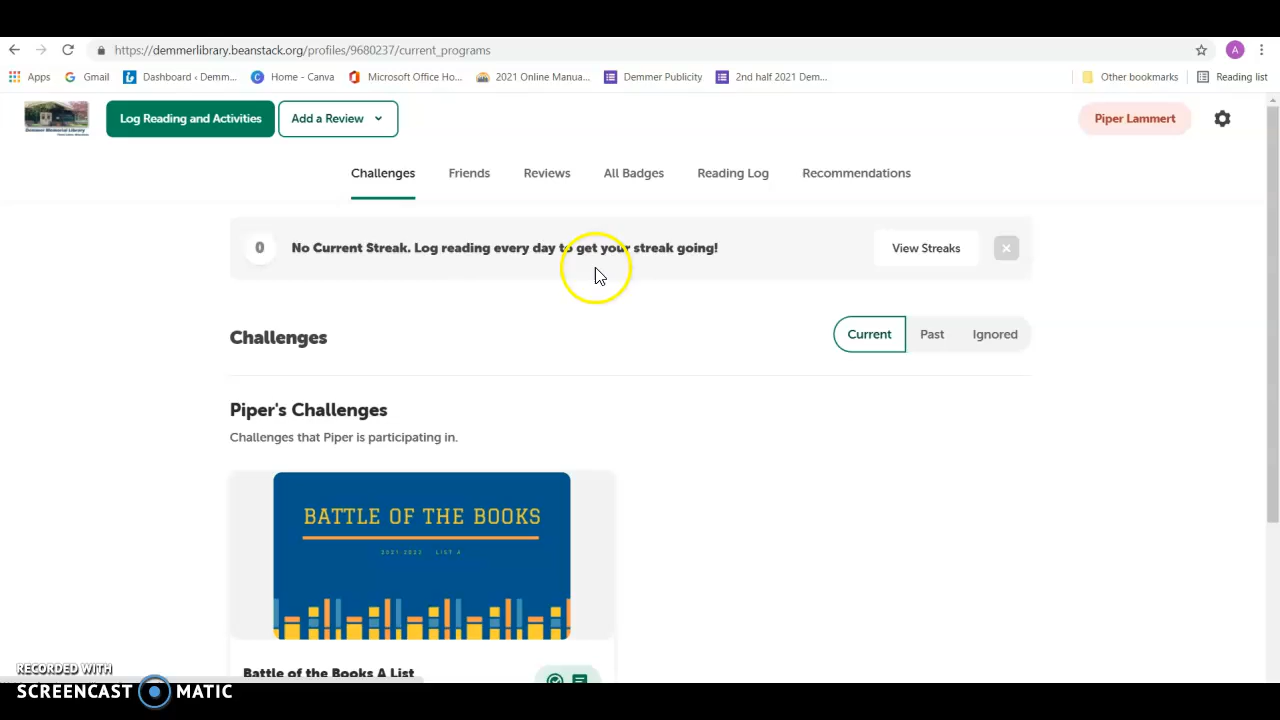 https://demmerlibrary.beanstack.org/profiles/9680237/current_programs
A
Apps Gmail Dashboard ‹ Demm... Home - Canva Microsoft Office Ho... 2021 Online Manua... Demmer Publicity 2nd half 2021 Dem... Other bookmarks Reading list
Log Reading and Activities Add a Review Piper Lammert
Challenges Friends Reviews All Badges Reading Log Recommendations
0 No Current Streak. Log reading every day to get your streak going! View Streaks
Challenges Current Past Ignored
Piper's Challenges
Challenges that Piper is participating in.
BATTLE OF THE BOOKS
2021-2022 LIST A
Battle of the Books A List
RECORDED WITH
SCREENCAST MATIC